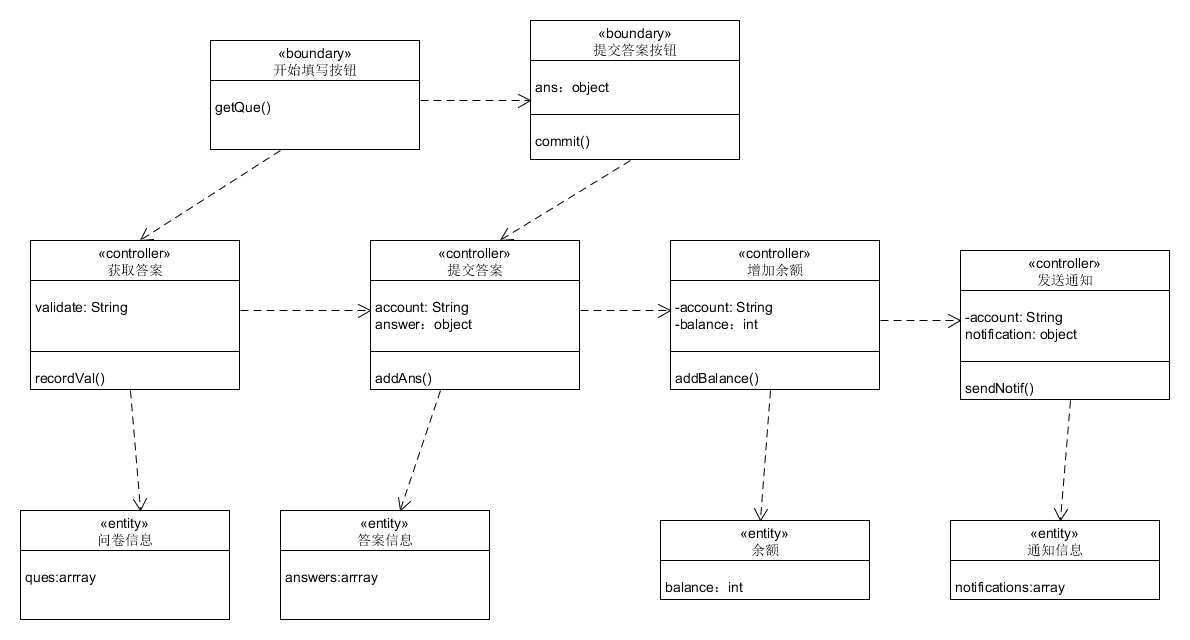 «boundary»
开始填写按钮
getQue()
«boundary»
提交答案按钮
ans：object
commit()
«controller»
获取答案
validate: String
recordVal()
«controller»
提交答案
account: String
answer：object
addAns()
«controller»
增加余额
-account: String
-balance：int
addBalance()
«controller»
发送通知
-account: String
notification: object
sendNotif()
«entity»
问卷信息
ques:arrray
«entity»
答案信息
answers:arrray
«entity»
余额
balance：int
«entity»
通知信息
notifications:array